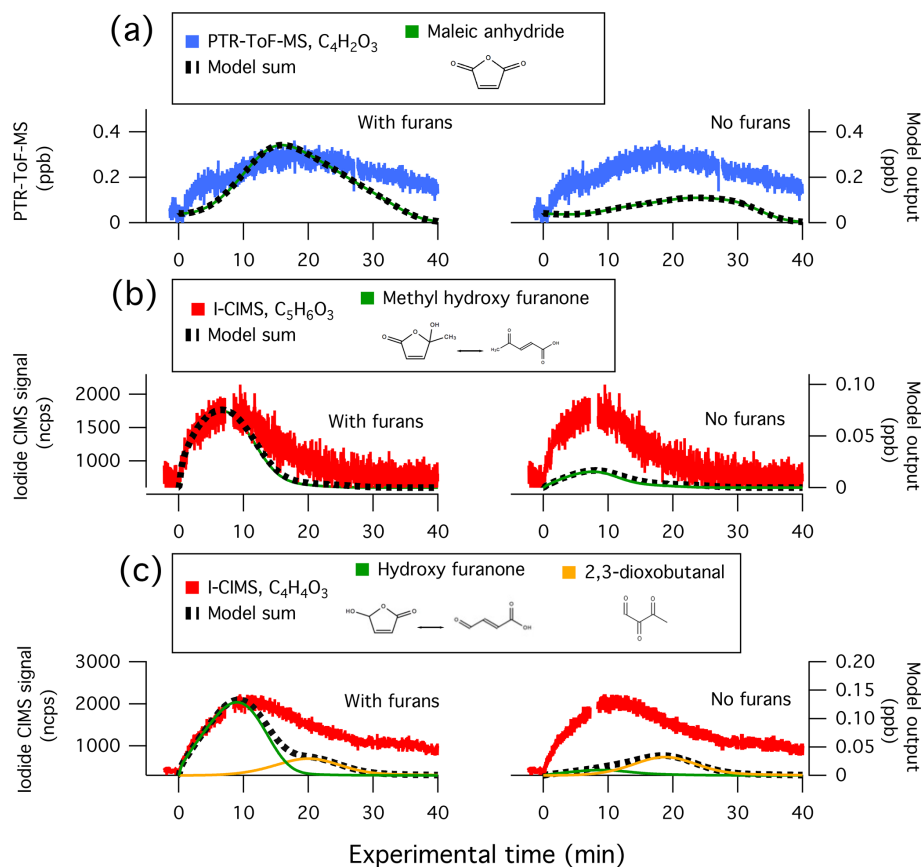 (a)
PTR-ToF-MS, C₄H₂O₃
Maleic anhydride
Model sum
O
O
O
PTR-ToF-MS
(ppb)
0.4
0.2
0
With furans
No furans
0.4
0.2
0
Model output
(ppb)
0 10 20 30 40
0 10 20 30 40
(b)
I-CIMS, C₅H₆O₃
Methyl hydroxy furanone
Model sum
OH
O
O
CH₃
O
H₃C
OH
O
Iodide CIMS signal
(ncps)
2000
1500
1000
With furans
No furans
0.10
0.05
0
Model output
(ppb)
0 10 20 30 40
0 10 20 30 40
(c)
I-CIMS, C₄H₄O₃
Hydroxy furanone
2,3-dioxobutanal
Model sum
HO
O
O
O
O
OH
O
O
O
Iodide CIMS signal
(ncps)
3000
2000
1000
With furans
No furans
0.20
0.15
0.10
0.05
0
Model output
(ppb)
0 10 20 30 40
0 10 20 30 40
Experimental time (min)